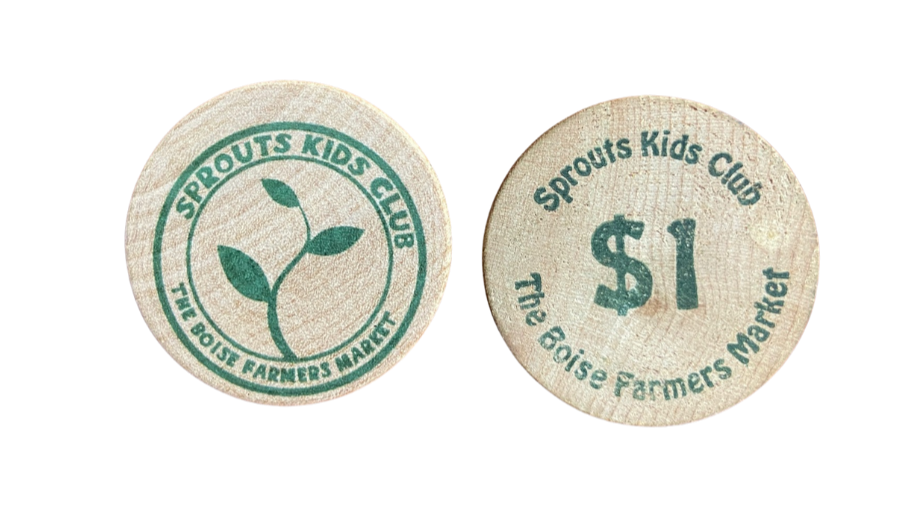 SPROUTS KIDS CLUB
THE BOISE FARMERS MARKET
Sprouts Kids Club
$1
The Boise Farmers Market